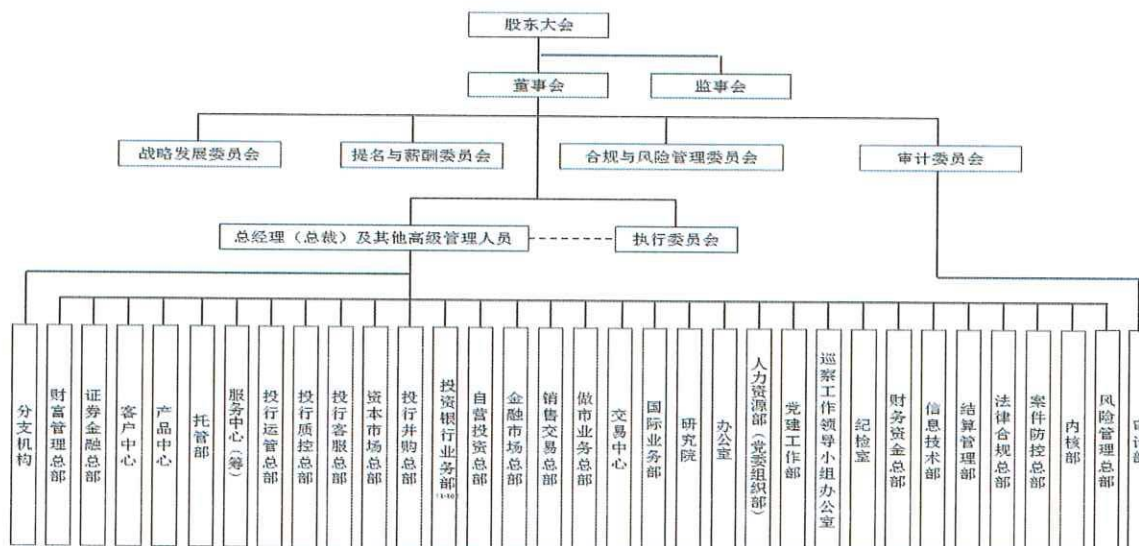 股东大会
董事会
监事会
战略发展委员会
提名与薪酬委员会
合规与风险管理委员会
审计委员会
总经理（总裁）及其他高级管理人员
执行委员会
分支机构
财富管理总部
证券金融总部
客户中心
产品中心
托管部
服务中心（筹）
投行运管总部
投行质控总部
投行客服总部
资本市场总部
投行并购总部
投资银行业务部
自营投资总部
金融市场总部
销售交易总部
做市业务总部
交易中心
国际业务部
研究院
办公室
人力资源部（党委组织部）
党建工作部
巡察工作领导小组办公室
纪检室
财务资金总部
信息技术部
结算管理部
法律合规总部
案件防控总部
内核部
风险管理总部
审计部